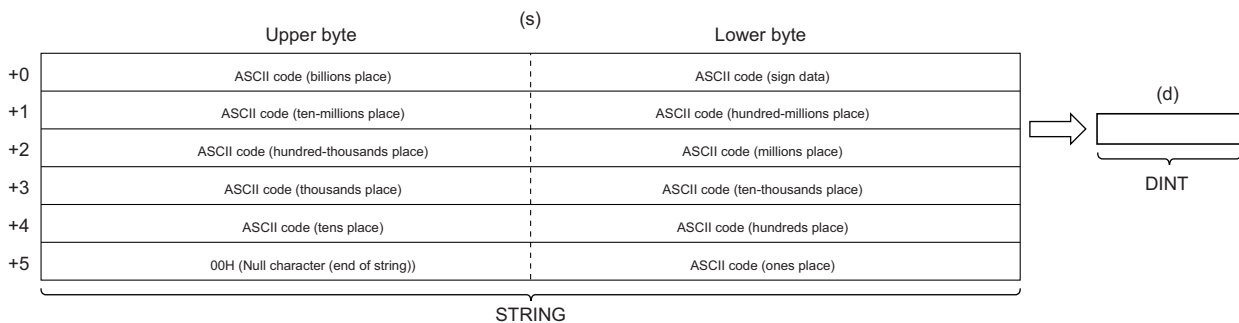 (s)
Upper byte Lower byte
+0 ASCII code (billions place) ASCII code (sign data)
+1 ASCII code (ten-millions place) ASCII code (hundred-millions place)
+2 ASCII code (hundred-thousands place) ASCII code (millions place)
+3 ASCII code (thousands place) ASCII code (ten-thousands place)
+4 ASCII code (tens place) ASCII code (hundreds place)
+5 00H (Null character (end of string)) ASCII code (ones place)
STRING
(d)
DINT